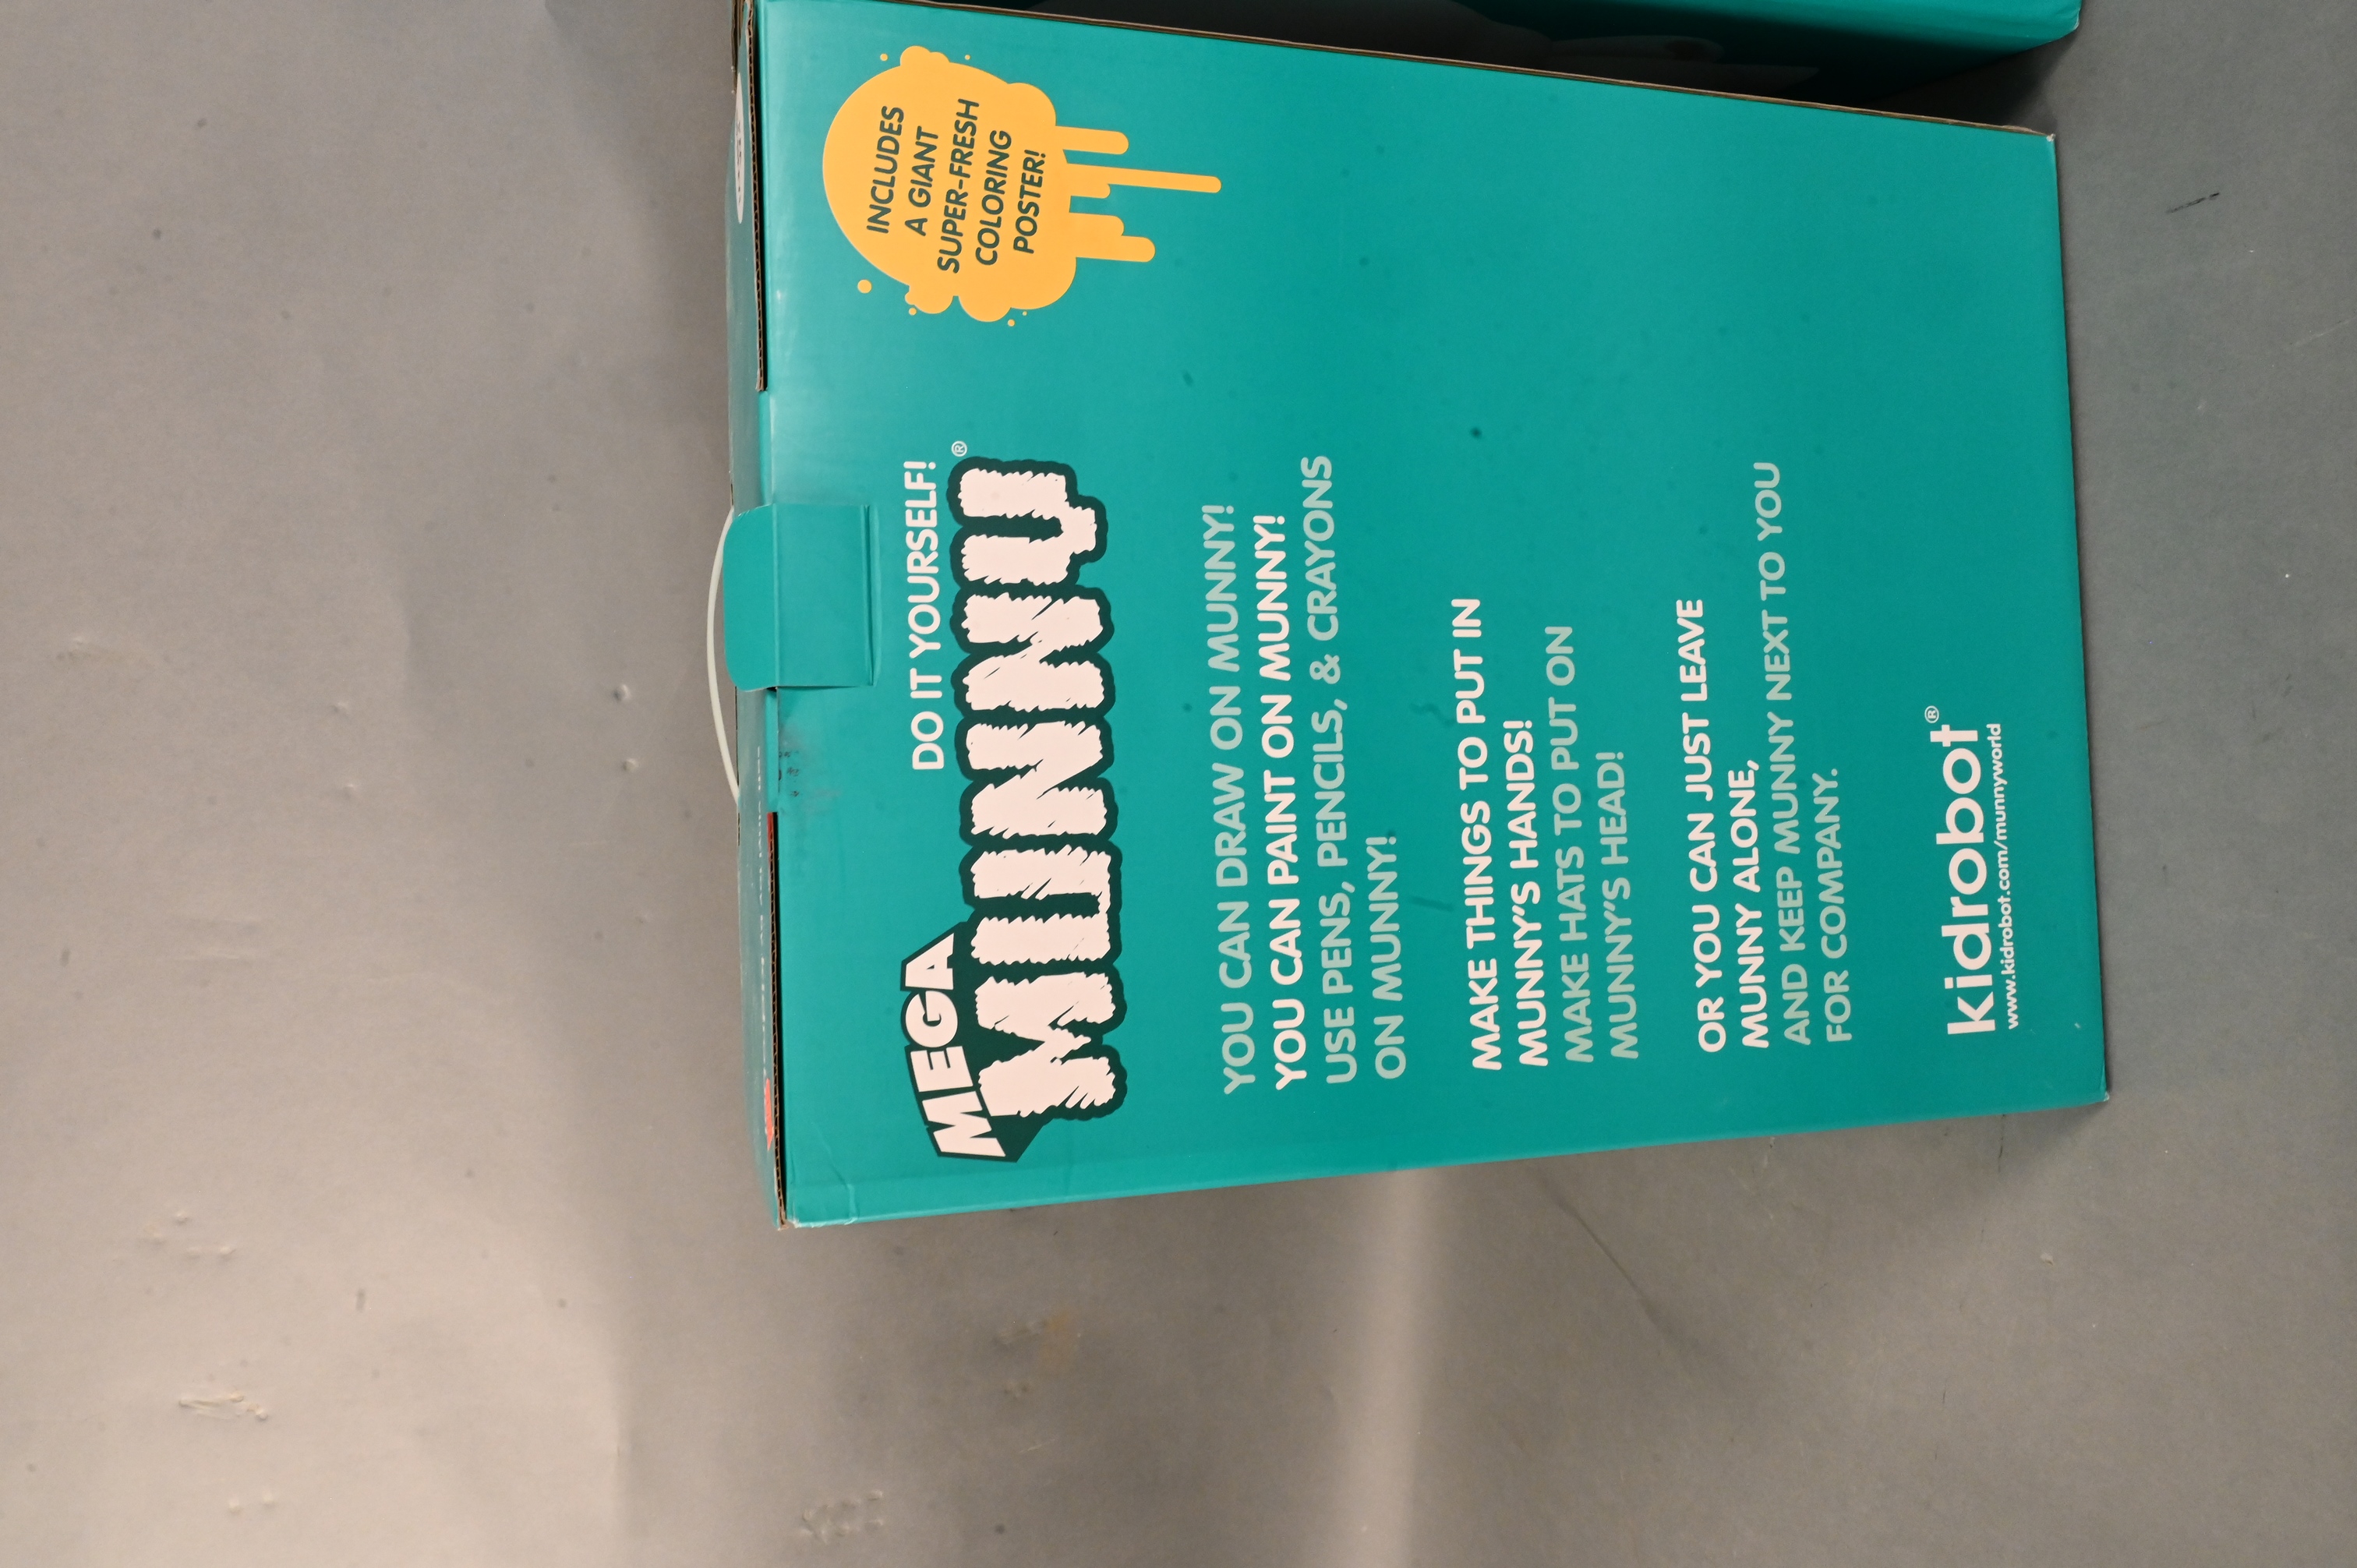 DO IT YOURSELF!
MEGA
MUNNY®
INCLUDES
A GIANT
SUPER-FRESH
COLORING
POSTER!
YOU CAN DRAW ON MUNNY!
YOU CAN PAINT ON MUNNY!
USE PENS, PENCILS, & CRAYONS
ON MUNNY!
MAKE THINGS TO PUT IN
MUNNY'S HANDS!
MAKE HATS TO PUT ON
MUNNY'S HEAD!
OR YOU CAN JUST LEAVE
MUNNY ALONE,
AND KEEP MUNNY NEXT TO YOU
FOR COMPANY.
kidrobot®
www.kidrobot.com/munnyworld